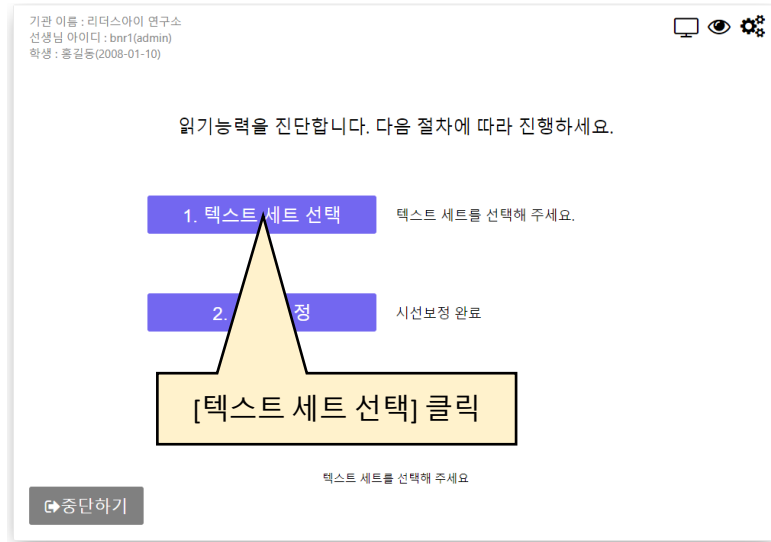 기관 이름 : 리더스아이 연구소
선생님 아이디 : bnr1(admin)
학생 : 홍길동(2008-01-10)
읽기능력을 진단합니다. 다음 절차에 따라 진행하세요.
1. 텍스트 세트 선택
텍스트 세트를 선택해 주세요.
2. 정
시선보정 완료
[텍스트 세트 선택] 클릭
텍스트 세트를 선택해 주세요
중단하기